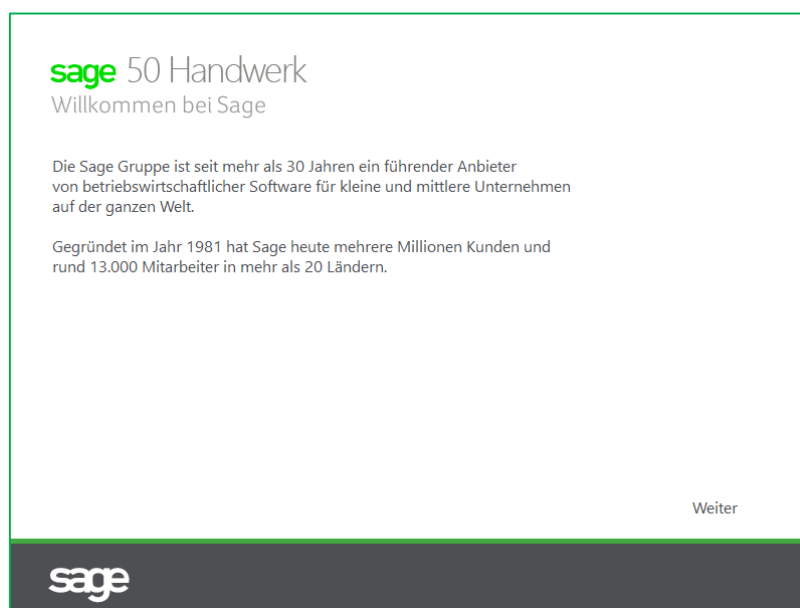 sage 50 Handwerk
Willkommen bei Sage
Die Sage Gruppe ist seit mehr als 30 Jahren ein führender Anbieter
von betriebswirtschaftlicher Software für kleine und mittlere Unternehmen
auf der ganzen Welt.
Gegründet im Jahr 1981 hat Sage heute mehrere Millionen Kunden und
rund 13.000 Mitarbeiter in mehr als 20 Ländern.
Weiter
sage